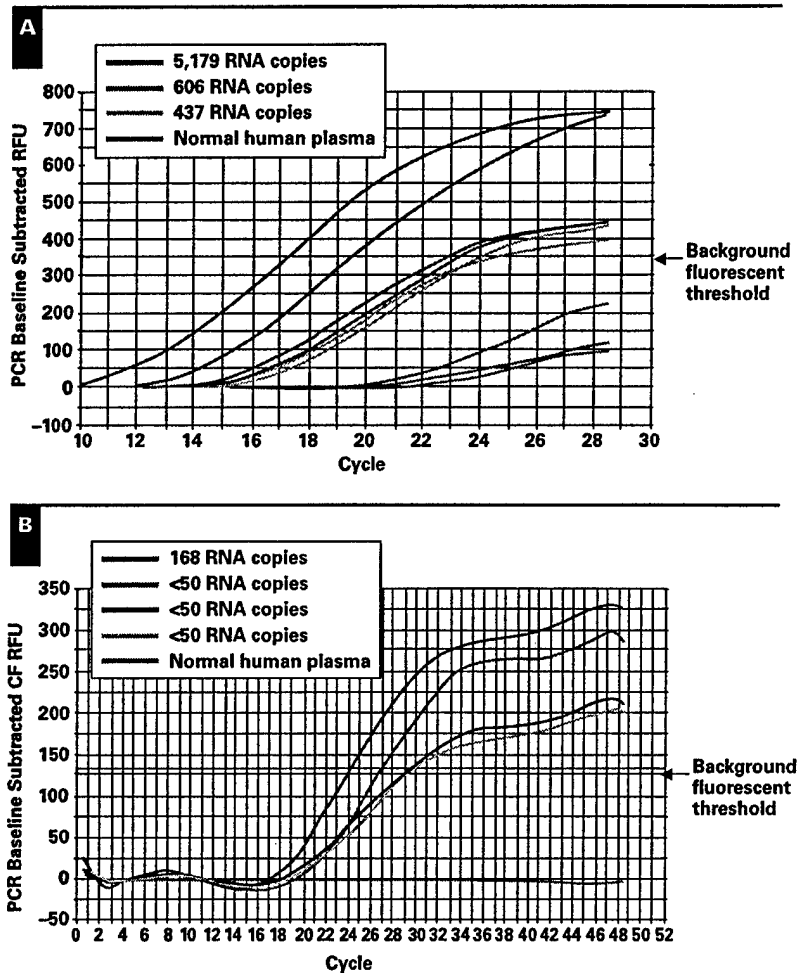 A
5,179 RNA copies
606 RNA copies
437 RNA copies
Normal human plasma
PCR Baseline Subtracted RFU
800
700
600
500
400
300
200
100
0
–100
10 12 14 16 18 20 22 24 26 28 30
Cycle
Background
fluorescent
threshold
B
168 RNA copies
<50 RNA copies
<50 RNA copies
<50 RNA copies
Normal human plasma
PCR Baseline Subtracted CF RFU
350
300
250
200
150
100
50
0
–50
0 2 4 6 8 10 12 14 16 18 20 22 24 26 28 30 32 34 36 38 40 42 44 46 48 50 52
Cycle
Background
fluorescent
threshold